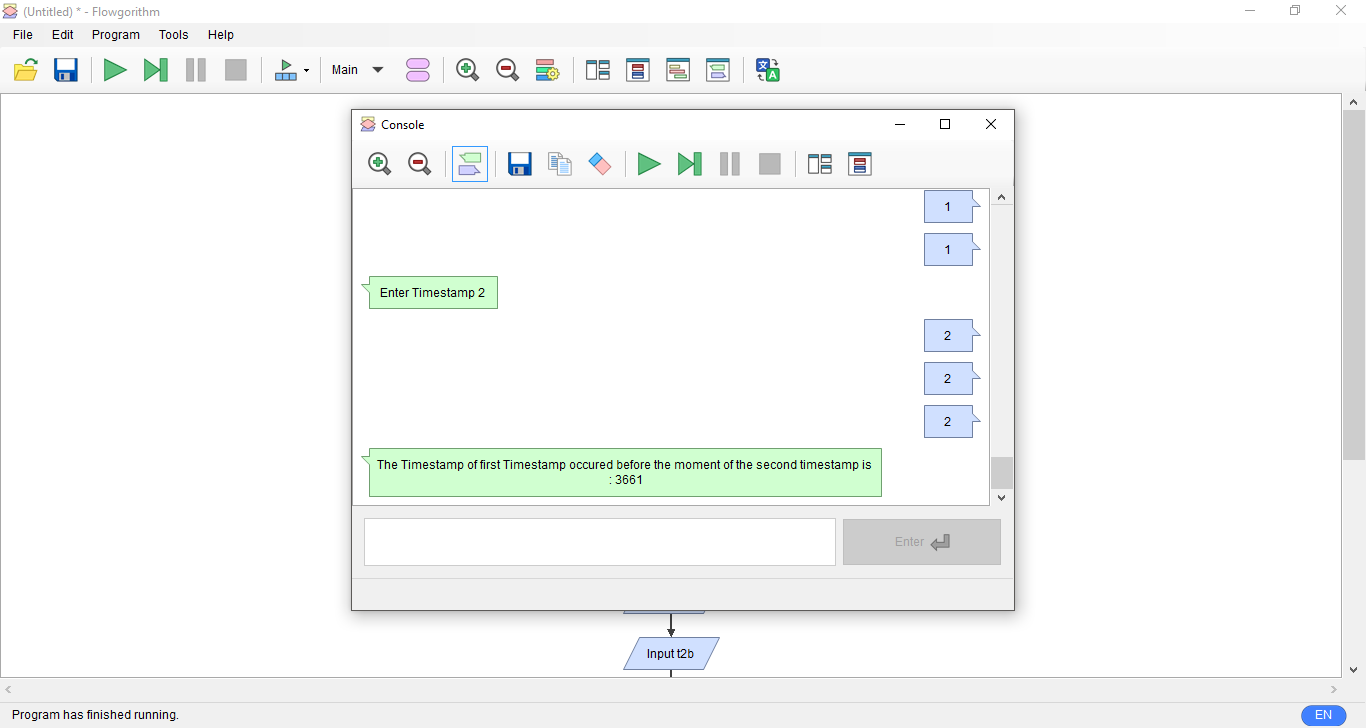 (Untitled) * - Flowgorithm
File Edit Program Tools Help
Main
Console
1
1
Enter Timestamp 2
2
2
2
The Timestamp of first Timestamp occured before the moment of the second timestamp is
: 3661
Enter
Input t2b
Program has finished running.
EN